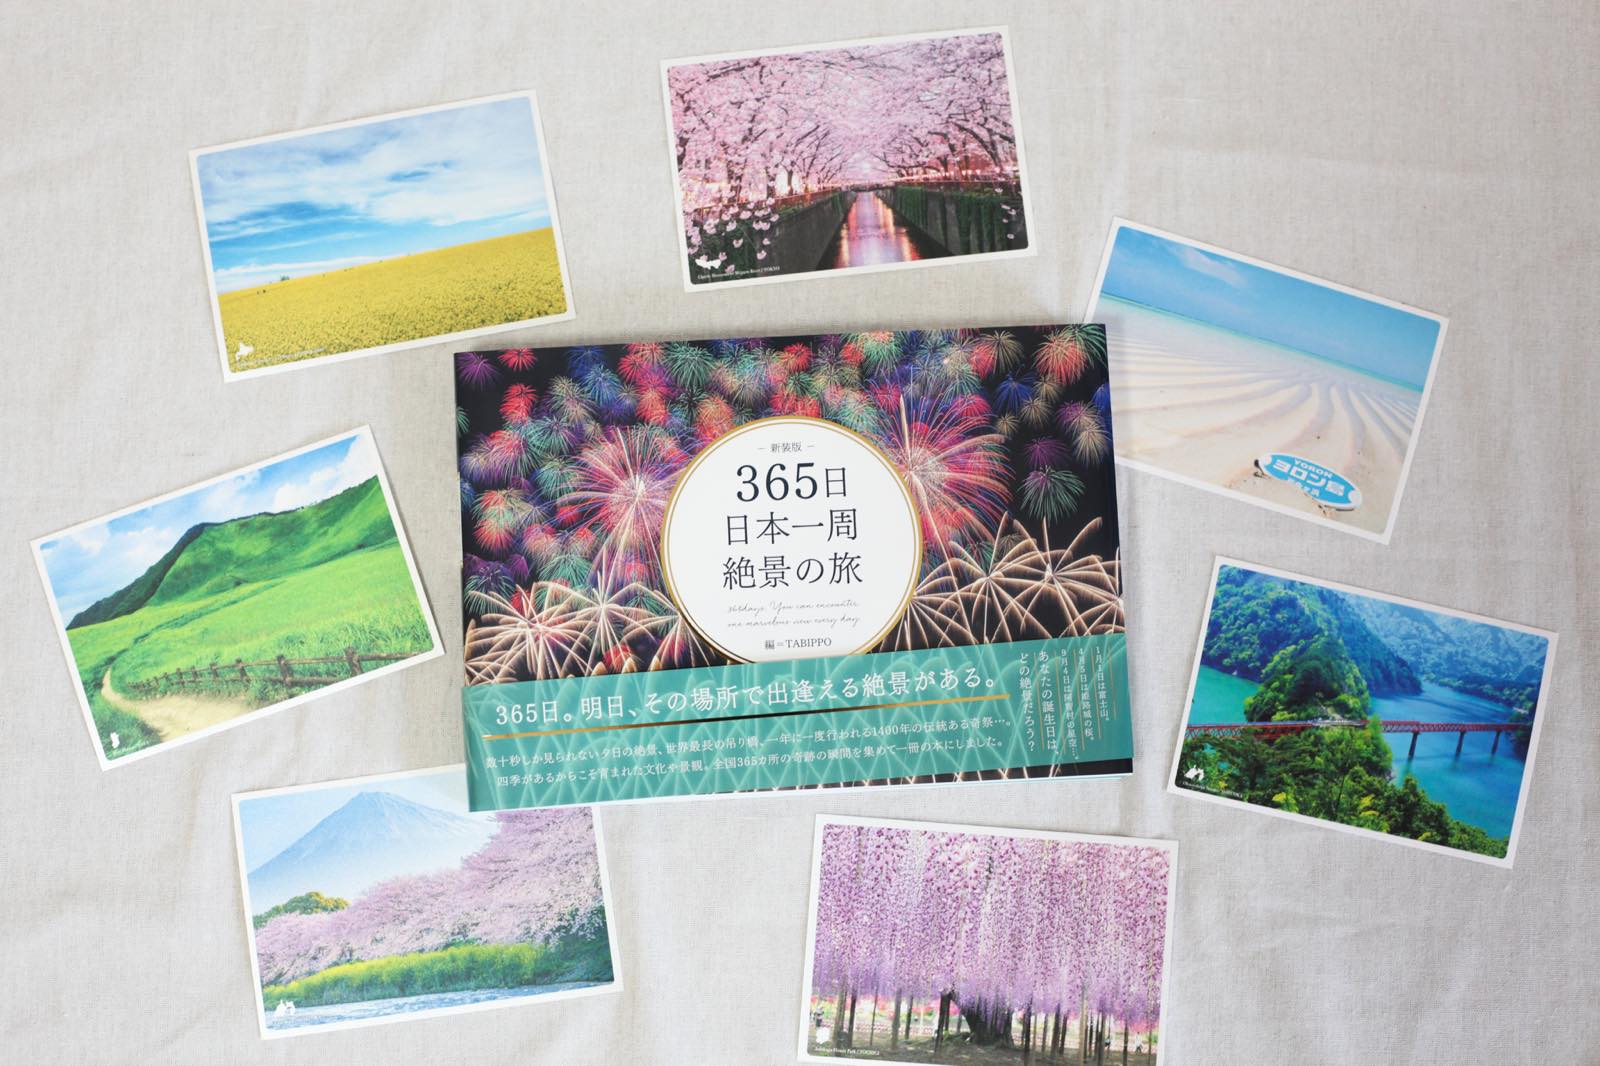 新装版
365日
日本一周
絶景の旅
365days. You can encounter
one marvelous view every day.
編=TABIPPO
365日。明日、その場所で出逢える絶景がある。
数十秒しか見られない夕日の絶景、世界最長の吊り橋、一年に一度行われる1400年の伝統ある奇祭…。
四季があるからこそ育まれた文化や景観。全国365カ所の奇跡の瞬間を集めて一冊の本にしました。
1月1日は富士山。
4月5日は姫路城の桜。
9月4日は阿智村の星空…。
あなたの誕生日は、
どの絶景だろう?
YORON
ヨロン島
Ashikaga Flower Park / TOCHIGI